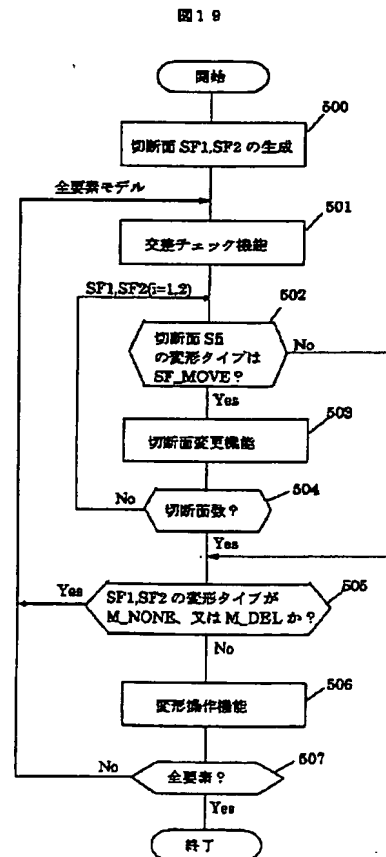 図19
開始
500
切断面 SF1,SF2 の生成
全要素モデル
501
交差チェック機能
SF1,SF2(i=1,2)
502
切断面 Sfi
の変形タイプは
SF_MOVE?
No
Yes
503
切断面変更機能
504
No
切断面数?
Yes
505
Yes
SF1,SF2 の変形タイプが
M_NONE、又は M_DEL か?
No
506
変形操作機能
507
No
全要素?
Yes
終了